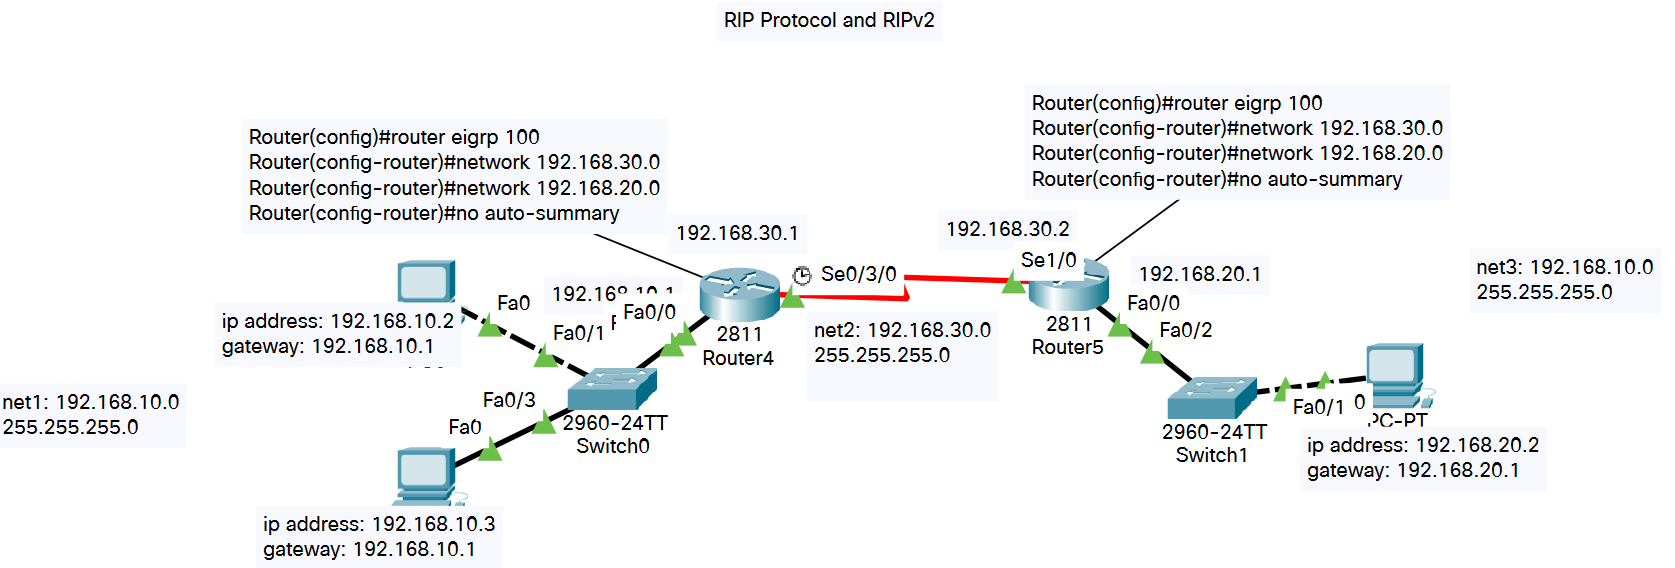 RIP Protocol and RIPv2
Router(config)#router eigrp 100
Router(config-router)#network 192.168.30.0
Router(config-router)#network 192.168.20.0
Router(config-router)#no auto-summary
Router(config)#router eigrp 100
Router(config-router)#network 192.168.30.0
Router(config-router)#network 192.168.20.0
Router(config-router)#no auto-summary
192.168.30.1
192.168.30.2
Se0/3/0
Se1/0
192.168.20.1
net3: 192.168.10.0
255.255.255.0
192.168.10.1
Fa0
Fa0/0
Fa0/1
ip address: 192.168.10.2
gateway: 192.168.10.1
2811
Router4
net2: 192.168.30.0
255.255.255.0
2811
Router5
Fa0/0
Fa0/2
net1: 192.168.10.0
255.255.255.0
Fa0/3
Fa0
2960-24TT
Switch0
Fa0/1
0
PC-PT
2960-24TT
Switch1
ip address: 192.168.20.2
gateway: 192.168.20.1
ip address: 192.168.10.3
gateway: 192.168.10.1